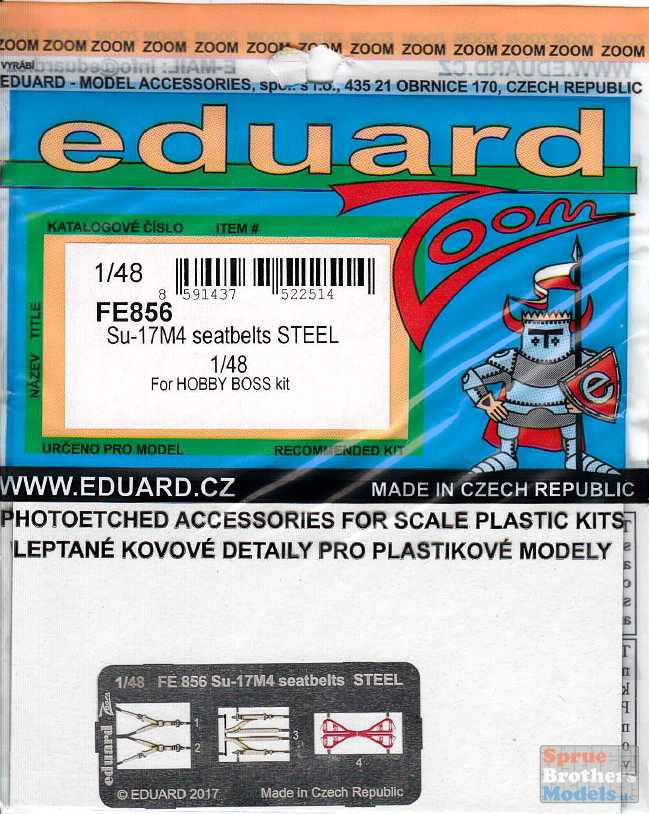 ZOOM ZOOM ZOOM ZOOM ZOOM ZOOM ZOOM ZOOM ZOOM ZOOM ZOOM ZOOM ZOOM
VYRÁBÍ
EDUARD - MODEL ACCESSORIES, spol. s r.o., 435 21 OBRNICE 170, CZECH REPUBLIC
eduard
Zoom
KATALOGOVÉ ČÍSLO ITEM #
1/48
8 591437 522514
FE856
Su-17M4 seatbelts STEEL
1/48
For HOBBY BOSS kit
NÁZEV TITLE
URČENO PRO MODEL RECOMMENDED KIT
e
WWW.EDUARD.CZ MADE IN CZECH REPUBLIC
PHOTOETCHED ACCESSORIES FOR SCALE PLASTIC KITS
LEPTANÉ KOVOVÉ DETAILY PRO PLASTIKOVÉ MODELY
1/48 FE 856 Su-17M4 seatbelts STEEL
eduard Zoom
1
2
3
4
© EDUARD 2017 Made in Czech Republic
Sprue
Brothers
Models LLC